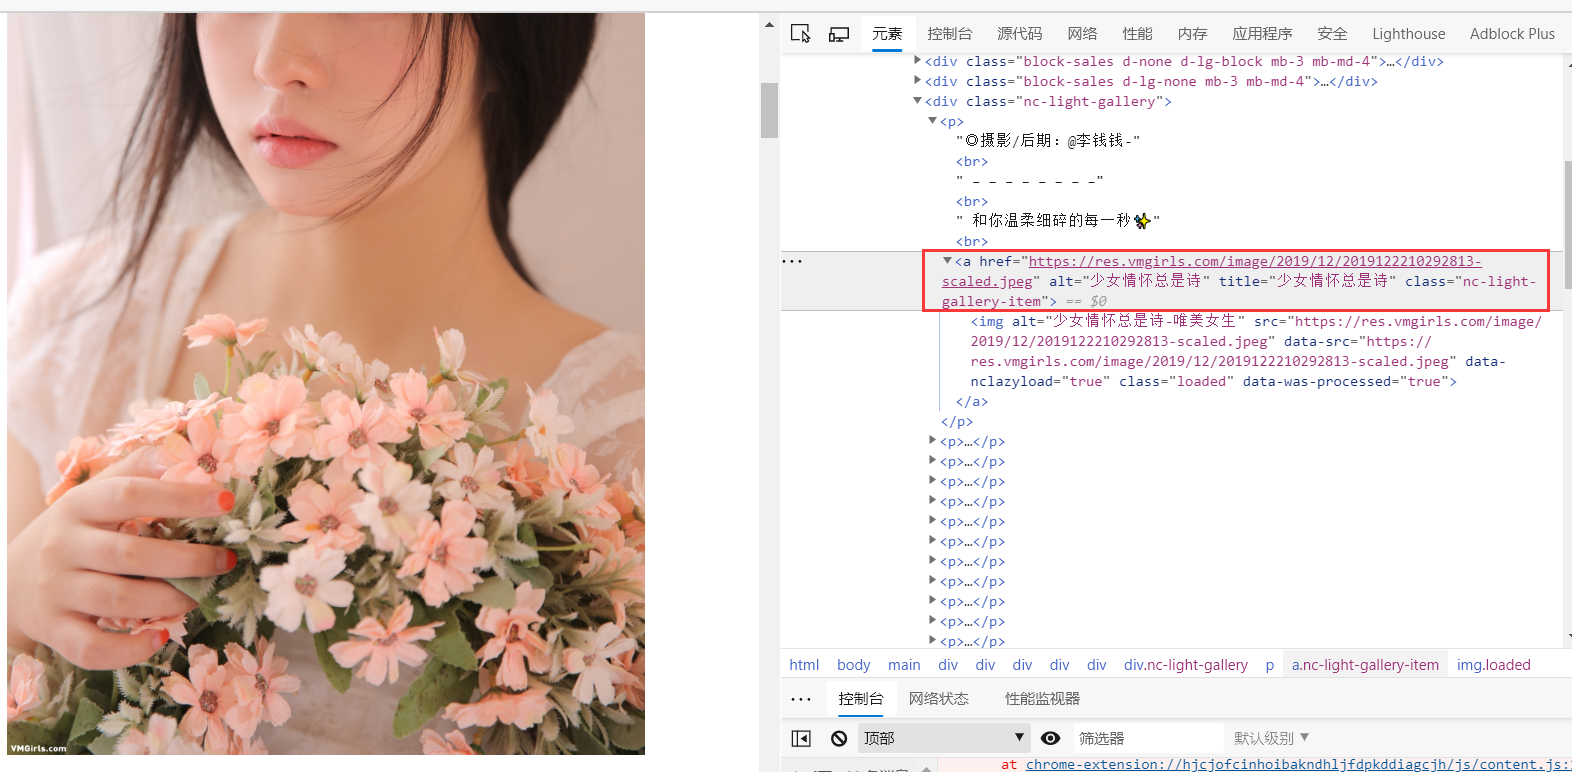 元素 控制台 源代码 网络 性能 内存 应用程序 安全 Lighthouse Adblock Plus
<div class="block-sales d-none d-lg-block mb-3 mb-md-4">…</div>
<div class="block-sales d-lg-none mb-3 mb-md-4">…</div>
<div class="nc-light-gallery">
<p>
"◎摄影/后期：@李钱钱-"
<br>
" – – – – – – – –"
<br>
" 和你温柔细碎的每一秒✨"
<br>
<a href="https://res.vmgirls.com/image/2019/12/2019122210292813-
scaled.jpeg" alt="少女情怀总是诗" title="少女情怀总是诗" class="nc-light-
gallery-item"> == $0
<img alt="少女情怀总是诗-唯美女生" src="https://res.vmgirls.com/image/
2019/12/2019122210292813-scaled.jpeg" data-src="https://
res.vmgirls.com/image/2019/12/2019122210292813-scaled.jpeg" data-
nclazyload="true" class="loaded" data-was-processed="true">
</a>
</p>
<p>…</p>
<p>…</p>
<p>…</p>
<p>…</p>
<p>…</p>
<p>…</p>
<p>…</p>
<p>…</p>
<p>…</p>
<p>…</p>
<p>…</p>
html body main div div div div div div.nc-light-gallery p a.nc-light-gallery-item img.loaded
… 控制台 网络状态 性能监视器
顶部 筛选器 默认级别
at chrome-extension://hjcjofcinhoibakndhljfdpkddiagcjh/js/content.js:
VMGirls.com